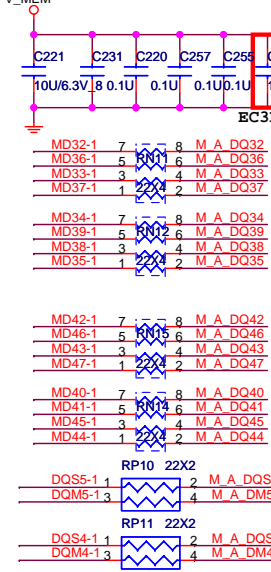 V_MEM
C221 C231 C220 C257 C255
10U/6.3V_8 0.1U 0.1U 0.1U 0.1U
MD32-1 7 8 M_A_DQ32
MD36-1 5 RN11 6 M_A_DQ36
MD33-1 3 4 M_A_DQ33
MD37-1 1 22X4 2 M_A_DQ37
MD34-1 7 8 M_A_DQ34
MD39-1 5 RN12 6 M_A_DQ39
MD38-1 3 4 M_A_DQ38
MD35-1 1 22X4 2 M_A_DQ35
MD42-1 7 8 M_A_DQ42
MD46-1 5 RN15 6 M_A_DQ46
MD43-1 3 4 M_A_DQ43
MD47-1 1 22X4 2 M_A_DQ47
MD40-1 7 8 M_A_DQ40
MD41-1 5 RN14 6 M_A_DQ41
MD45-1 3 4 M_A_DQ45
MD44-1 1 22X4 2 M_A_DQ44
RP10 22X2
DQS5-1 1 2 M_A_DQS
DQM5-1 3 4 M_A_DM5
RP11 22X2
DQS4-1 1 2 M_A_DQS
DQM4-1 3 4 M_A_DM4